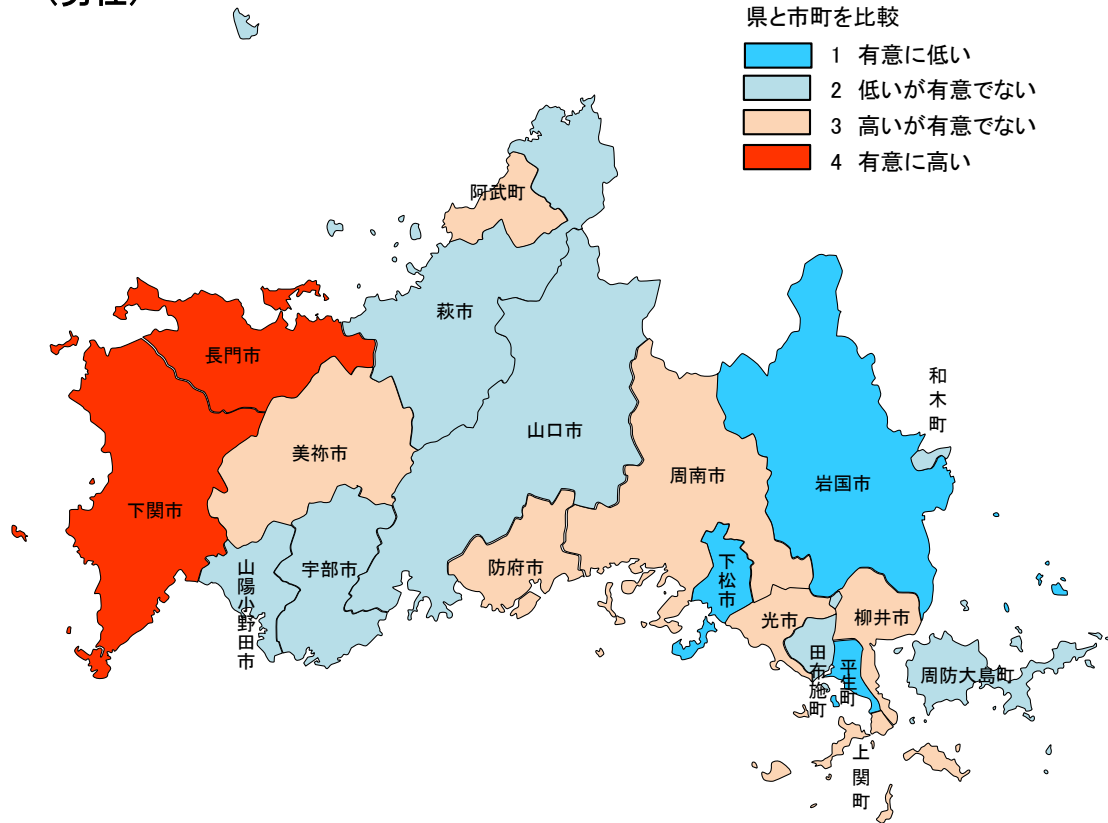 県と市町を比較
1 有意に低い
2 低いが有意でない
3 高いが有意でない
4 有意に高い
阿武町
萩市
長門市
和木町
山口市
美祢市
周南市
岩国市
下関市
防府市
宇部市
下松市
山陽小野田市
光市
柳井市
田布施町
平生町
周防大島町
上関町